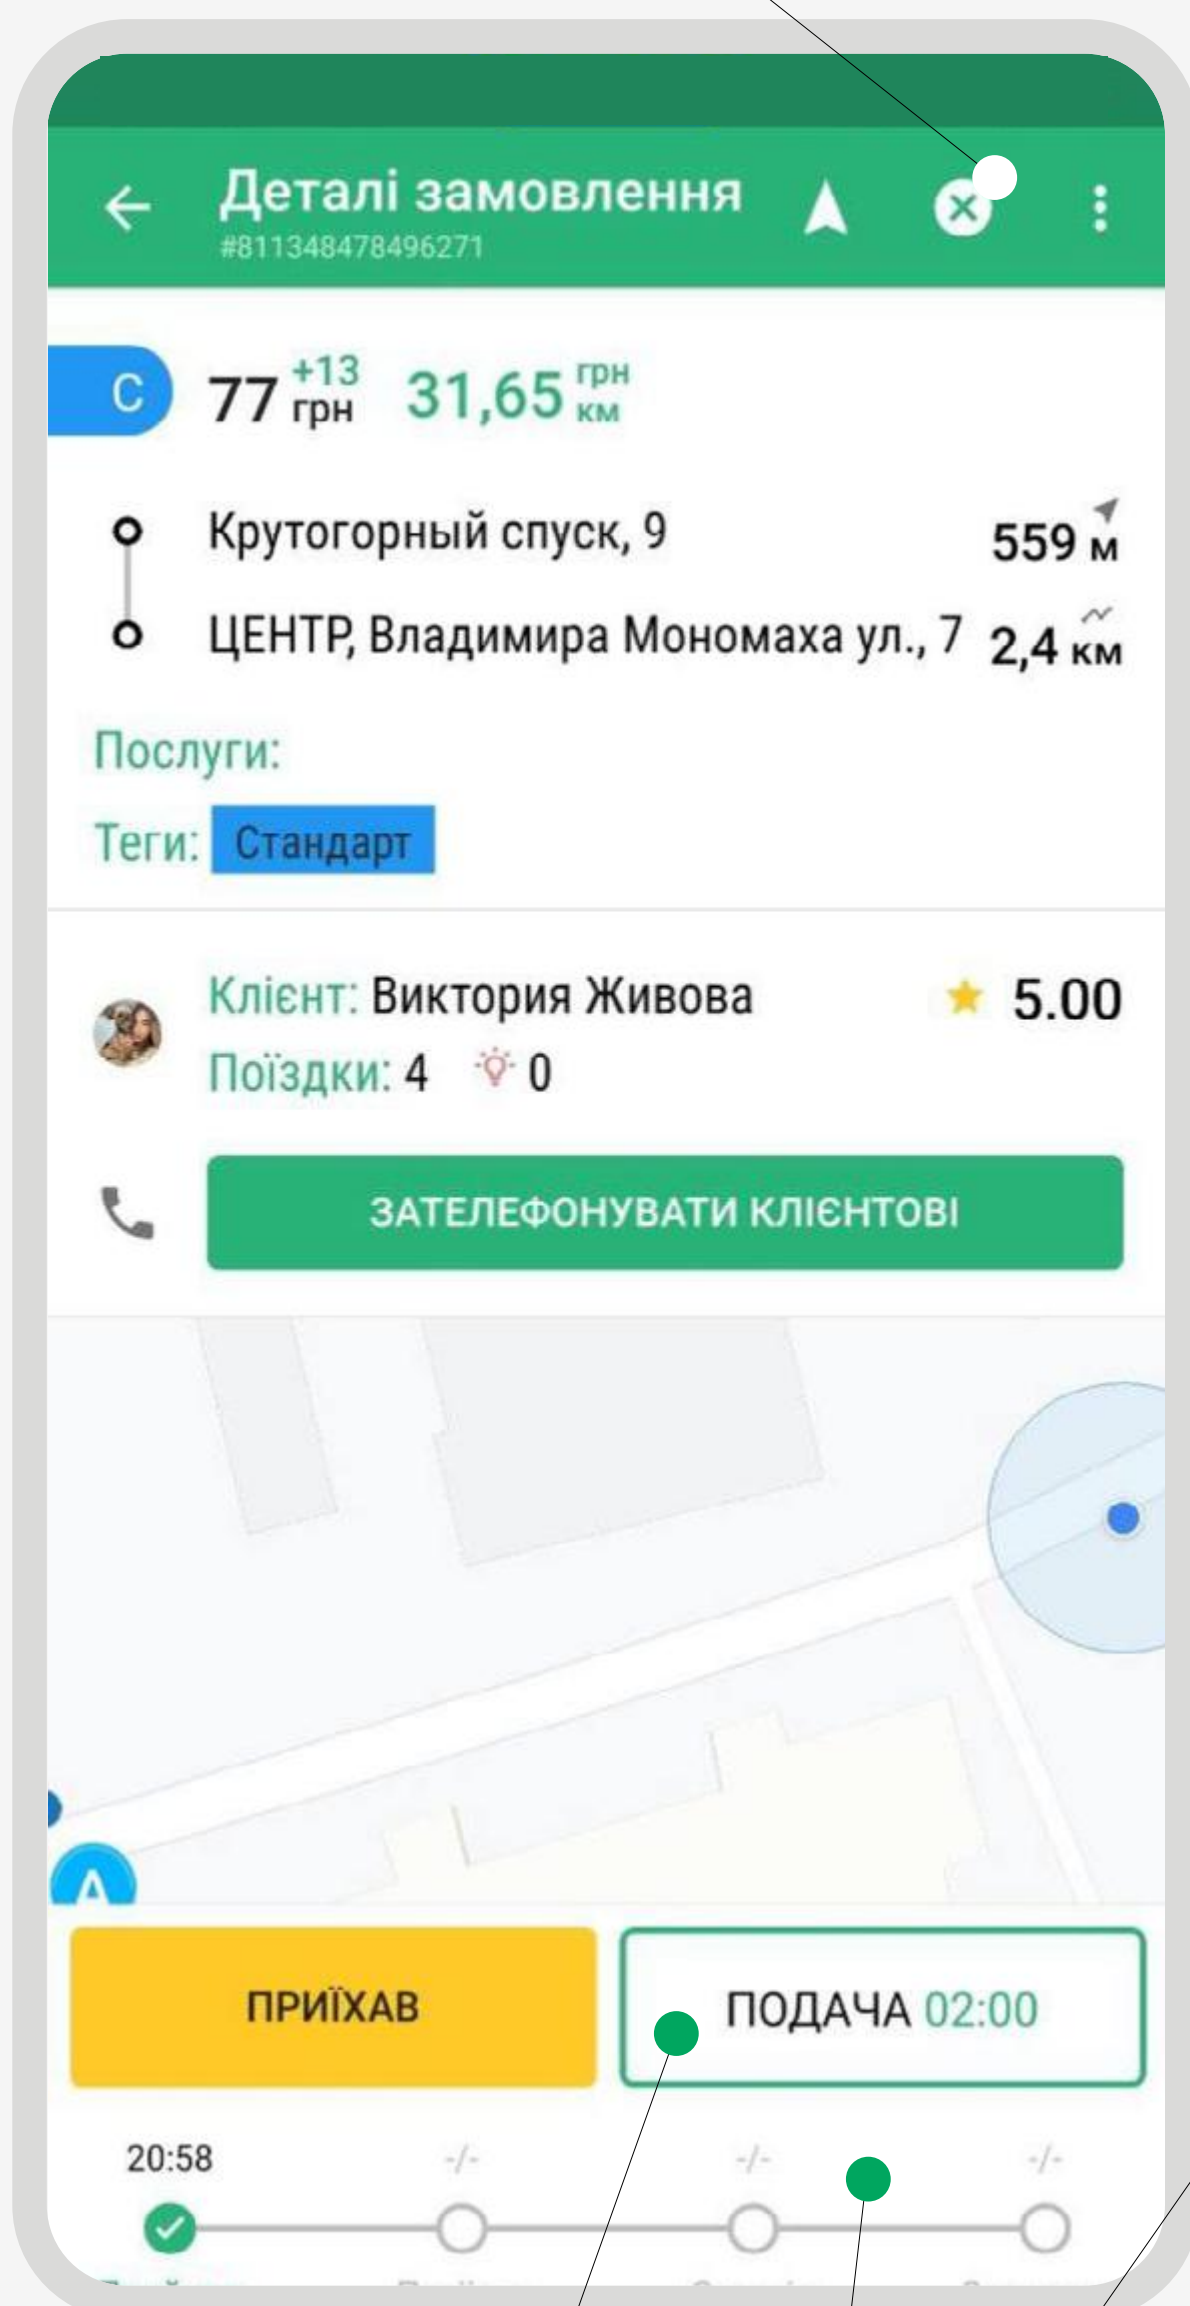 Деталі замовлення
#811348478496271
C 77 +13 грн 31,65 грн км
Крутогорный спуск, 9 559 м
ЦЕНТР, Владимира Мономаха ул., 7 2,4 км
Послуги:
Теги: Стандарт
Клієнт: Виктория Живова 5.00
Поїздки: 4 0
ЗАТЕЛЕФОНУВАТИ КЛІЄНТОВІ
A
ПРИЇХАВ ПОДАЧА 02:00
20:58 -/- -/- -/-